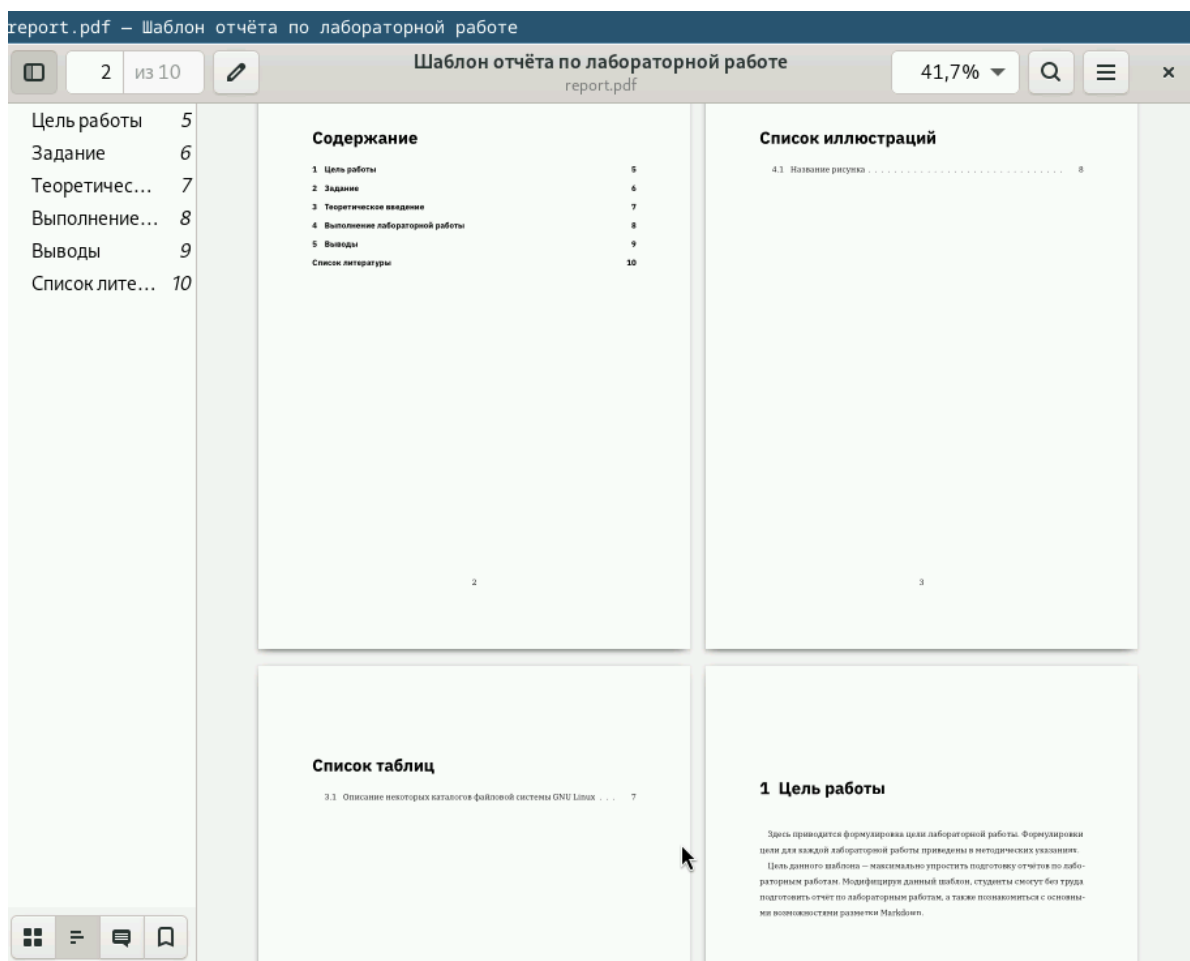 report.pdf — Шаблон отчёта по лабораторной работе
2 из 10
Шаблон отчёта по лабораторной работе
report.pdf
41,7%
Цель работы 5
Задание 6
Теоретичес... 7
Выполнение... 8
Выводы 9
Список лите... 10
Содержание
1 Цель работы 5
2 Задание 6
3 Теоретическое введение 7
4 Выполнение лабораторной работы 8
5 Выводы 9
Список литературы 10
2
Список иллюстраций
4.1 Название рисунка . . . . . . . . . . . . . . . . . . . . . . . . . . . . . . 8
3
Список таблиц
3.1 Описание некоторых каталогов файловой системы GNU Linux . . . 7
1 Цель работы
Здесь приводится формулировка цели лабораторной работы. Формулировки
цели для каждой лабораторной работы приведены в методических указаниях.
Цель данного шаблона — максимально упростить подготовку отчётов по лабо-
раторным работам. Модифицируя данный шаблон, студенты смогут без труда
подготовить отчёт по лабораторным работам, а также познакомиться с основны-
ми возможностями разметки Markdown.